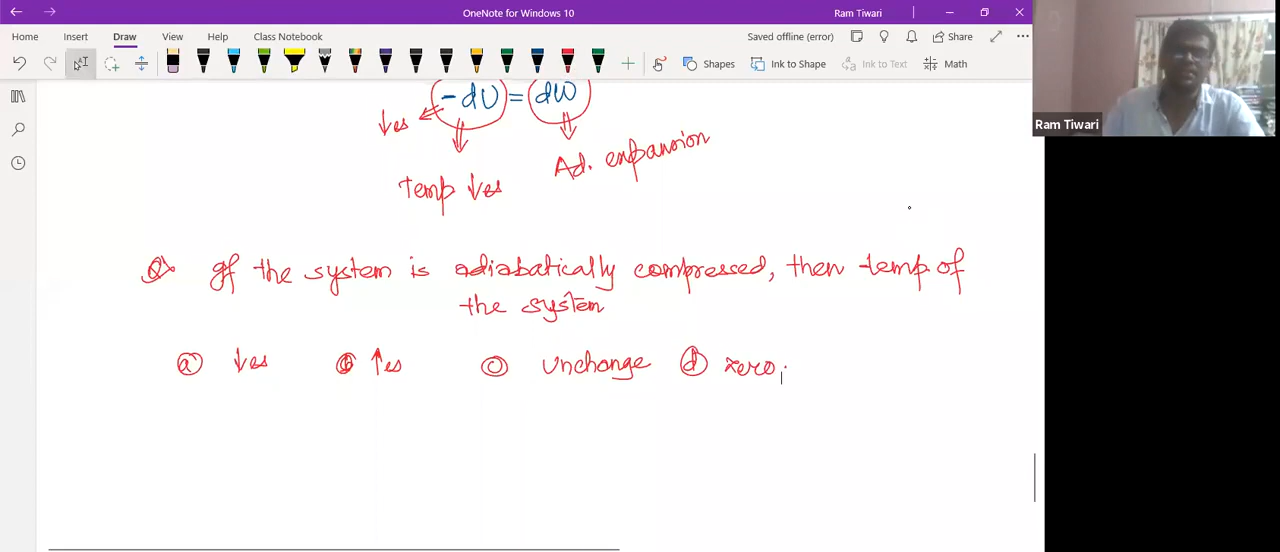 OneNote for Windows 10
Ram Tiwari
Home Insert Draw View Help Class Notebook
Saved offline (error) Share
Shapes Ink to Shape Ink to Text Math
Ram Tiwari
-dU = dW
↓es
Temp ↓es
Ad. expansion
Q If the system is adiabatically compressed, then temp. of
the system
a ↓es b ↑es c unchange d zero.